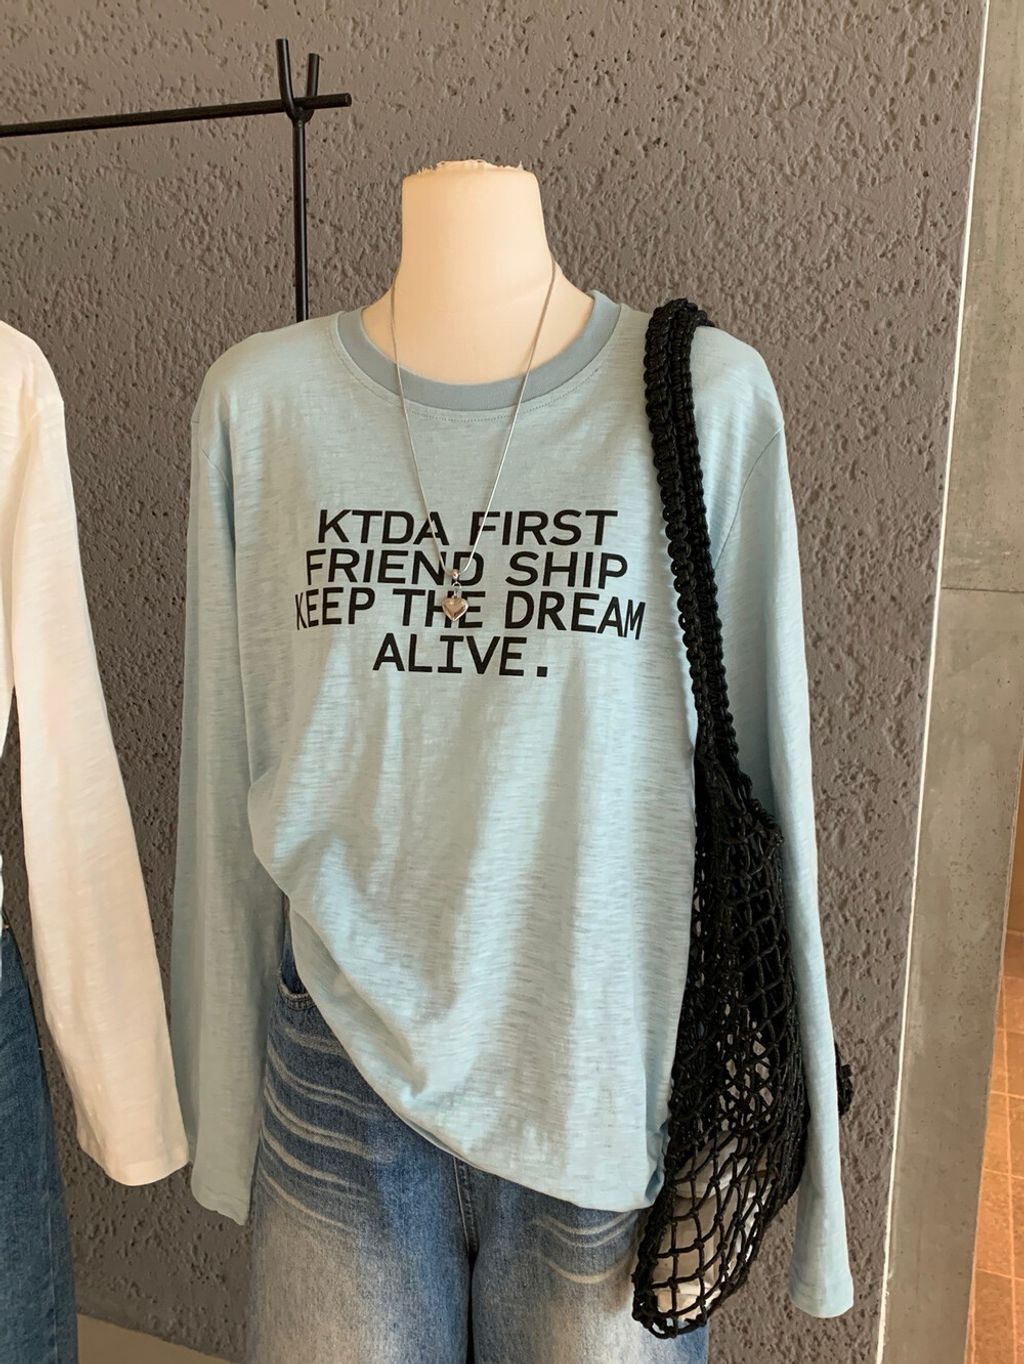 KTDA FIRST
FRIEND SHIP
KEEP THE DREAM
ALIVE.